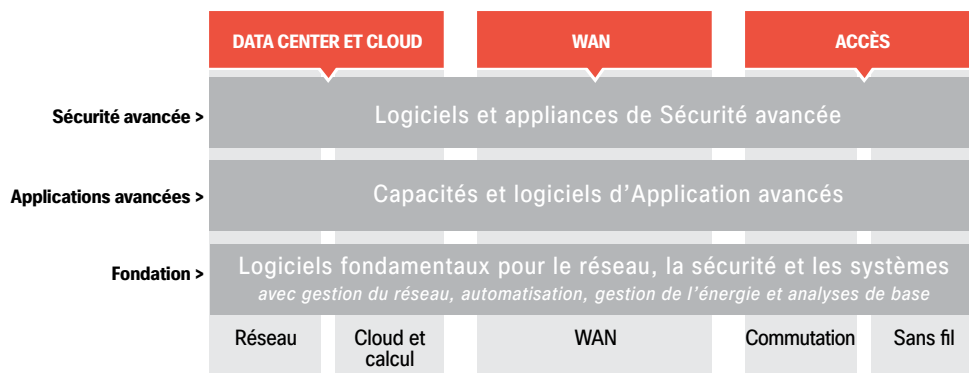 DATA CENTER ET CLOUD
WAN
ACCÈS
Sécurité avancée >
Logiciels et appliances de Sécurité avancée
Applications avancées >
Capacités et logiciels d’Application avancés
Fondation >
Logiciels fondamentaux pour le réseau, la sécurité et les systèmes
avec gestion du réseau, automatisation, gestion de l’énergie et analyses de base
Réseau
Cloud et
calcul
WAN
Commutation
Sans fil